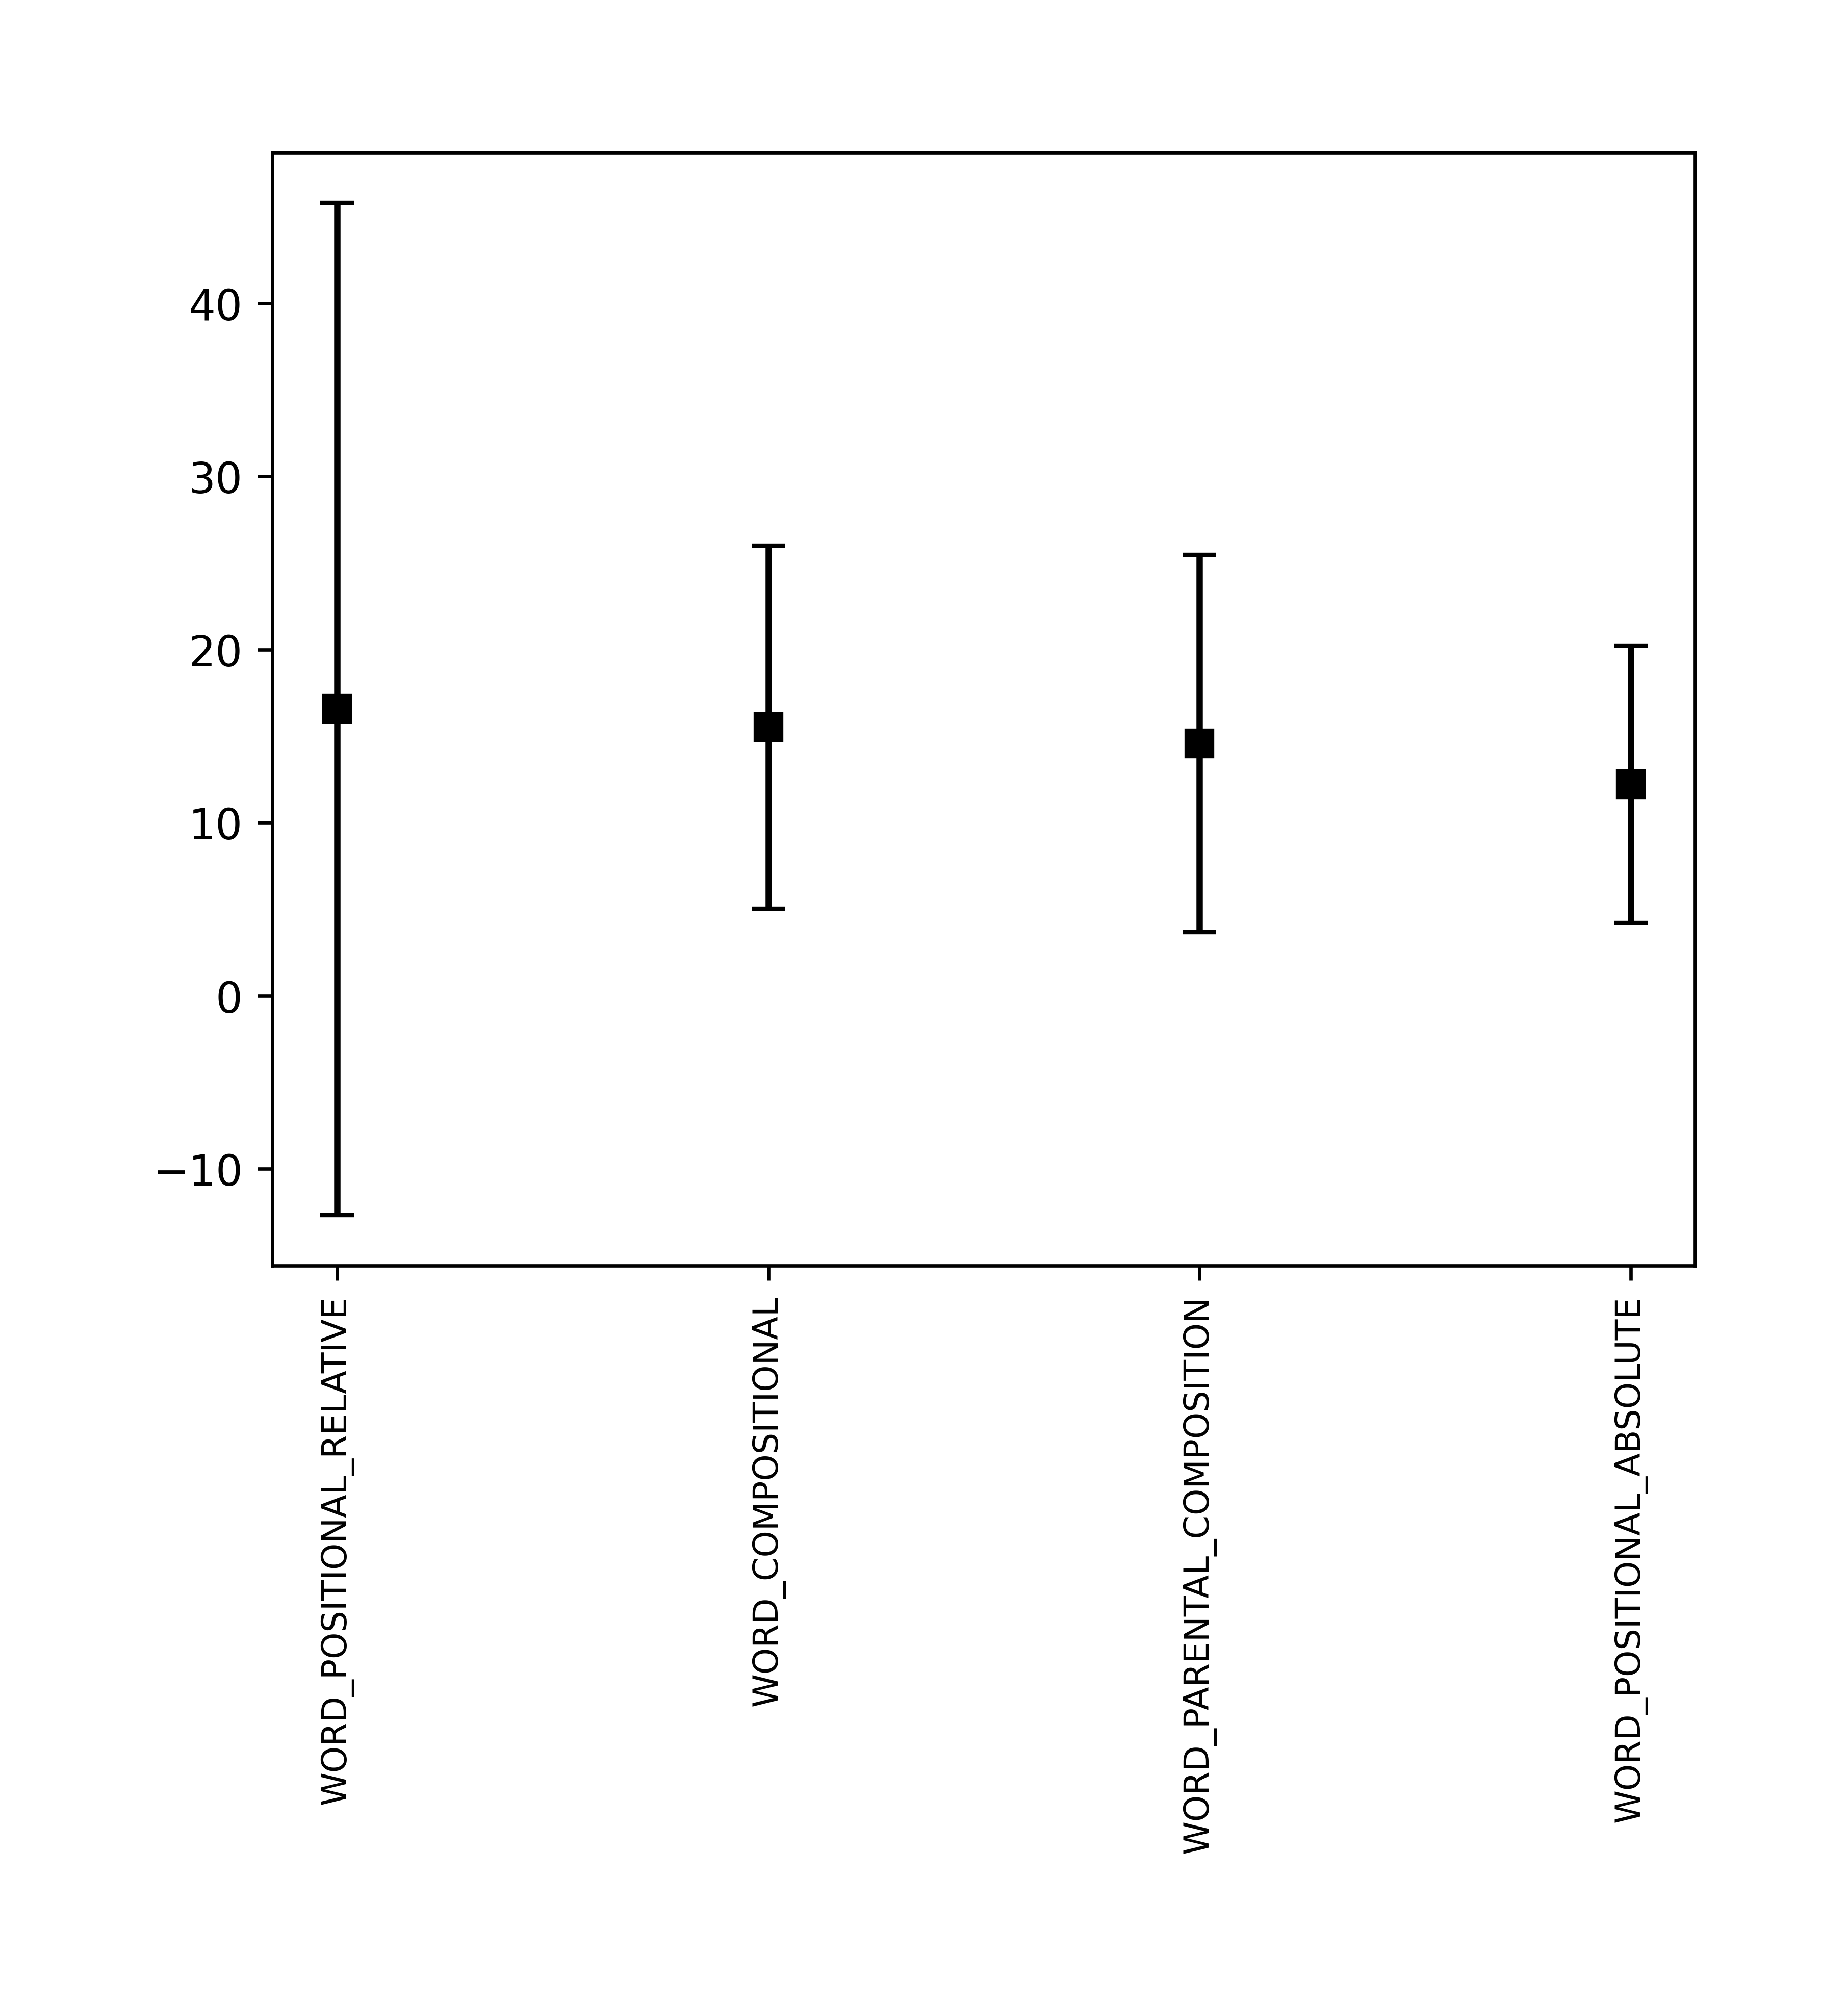 40
30
20
10
0
−10
WORD_POSITIONAL_RELATIVE
WORD_COMPOSITIONAL
WORD_PARENTAL_COMPOSITION
WORD_POSITIONAL_ABSOLUTE